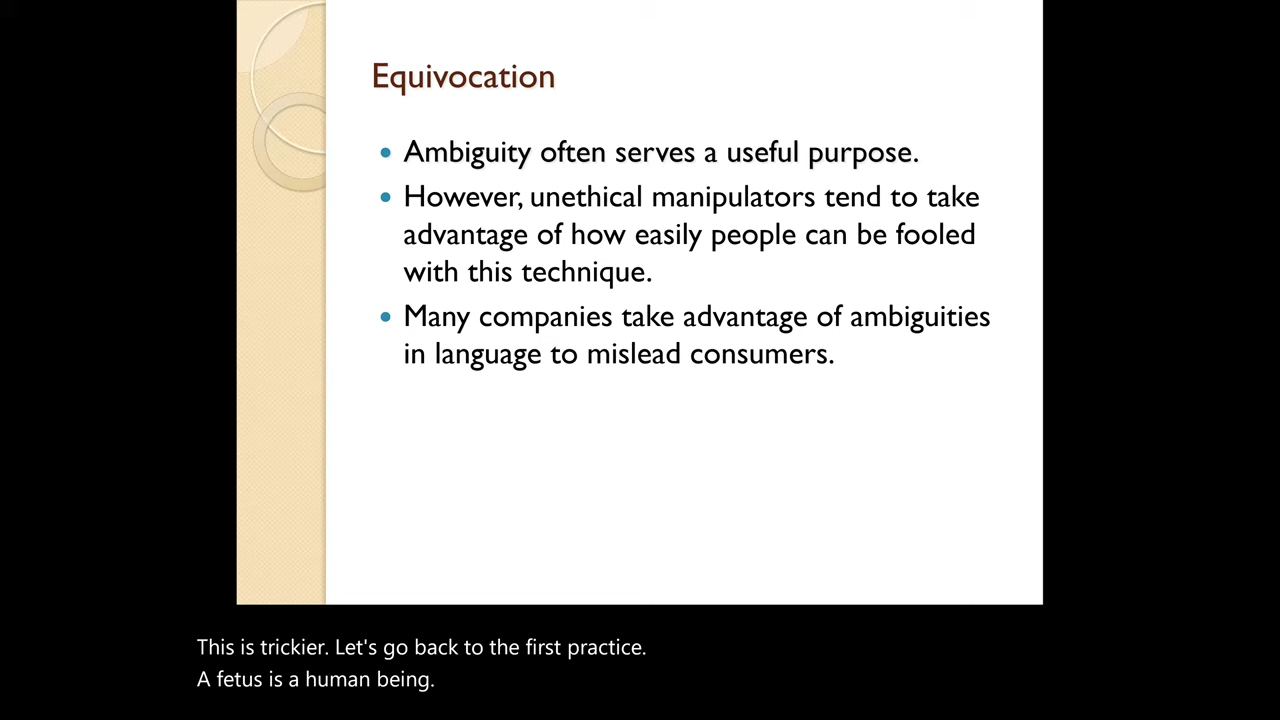 Equivocation
Ambiguity often serves a useful purpose.
However, unethical manipulators tend to take
advantage of how easily people can be fooled
with this technique.
Many companies take advantage of ambiguities
in language to mislead consumers.
This is trickier. Let's go back to the first practice.
A fetus is a human being.